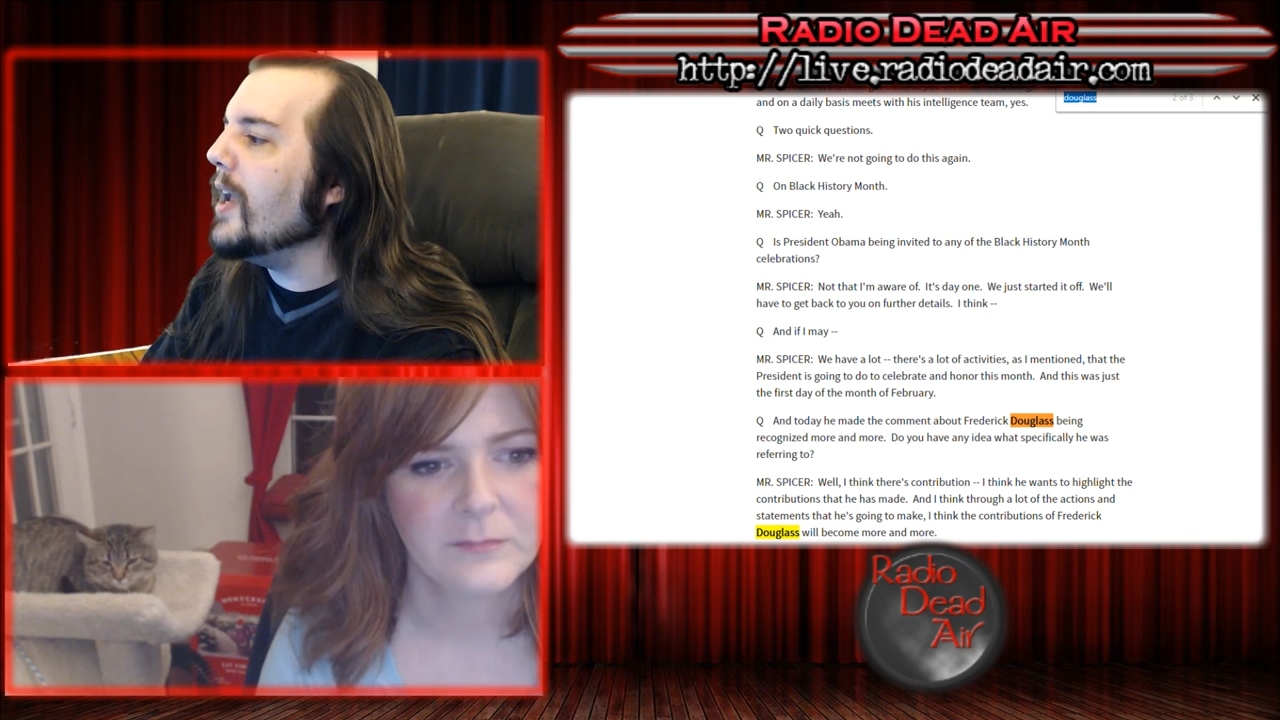 RADIO DEAD AIR
http://live.radiodeadair.com
douglass 2 of 3
and on a daily basis meets with his intelligence team, yes.
Q Two quick questions.
MR. SPICER: We're not going to do this again.
Q On Black History Month.
MR. SPICER: Yeah.
Q Is President Obama being invited to any of the Black History Month
celebrations?
MR. SPICER: Not that I'm aware of. It's day one. We just started it off. We'll
have to get back to you on further details. I think --
Q And if I may --
MR. SPICER: We have a lot -- there's a lot of activities, as I mentioned, that the
President is going to do to celebrate and honor this month. And this was just
the first day of the month of February.
Q And today he made the comment about Frederick Douglass being
recognized more and more. Do you have any idea what specifically he was
referring to?
MR. SPICER: Well, I think there's contribution -- I think he wants to highlight the
contributions that he has made. And I think through a lot of the actions and
statements that he's going to make, I think the contributions of Frederick
Douglass will become more and more.
Radio
Dead
Air